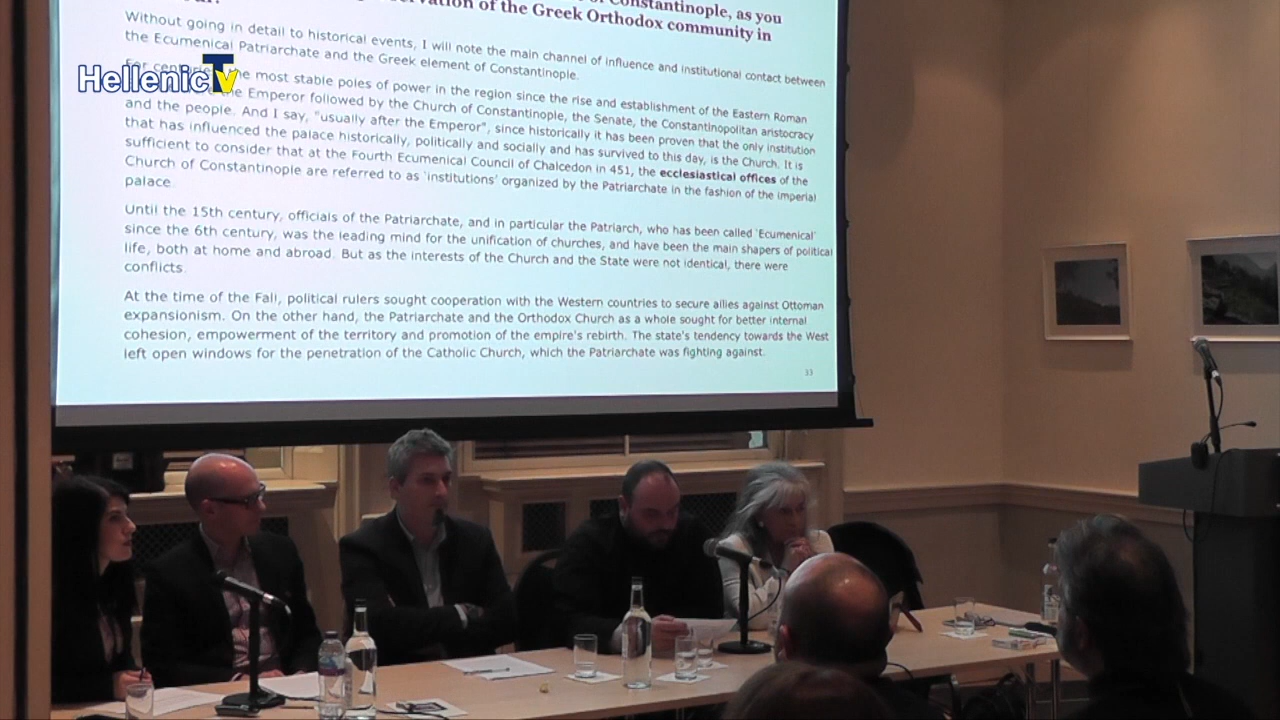 Constantinople, as you
servation of the Greek Orthodox community in
Without going in detail to historical events, I will note the main channel of influence and institutional contact between
the Ecumenical Patriarchate and the Greek element of Constantinople.
For centuries, the most stable poles of power in the region since the rise and establishment of the Eastern Roman
the Emperor followed by the Church of Constantinople, the Senate, the Constantinopolitan aristocracy
and the people. And I say, "usually after the Emperor", since historically it has been proven that the only institution
that has influenced the palace historically, politically and socially and has survived to this day, is the Church. It is
sufficient to consider that at the Fourth Ecumenical Council of Chalcedon in 451, the ecclesiastical offices of the
Church of Constantinople are referred to as 'institutions' organized by the Patriarchate in the fashion of the imperial
palace.
Until the 15th century, officials of the Patriarchate, and in particular the Patriarch, who has been called 'Ecumenical'
since the 6th century, was the leading mind for the unification of churches, and have been the main shapers of political
life, both at home and abroad. But as the interests of the Church and the State were not identical, there were
conflicts.
At the time of the Fall, political rulers sought cooperation with the Western countries to secure allies against Ottoman
expansionism. On the other hand, the Patriarchate and the Orthodox Church as a whole sought for better internal
cohesion, empowerment of the territory and promotion of the empire's rebirth. The state's tendency towards the West
left open windows for the penetration of the Catholic Church, which the Patriarchate was fighting against.
33
HellenicTv